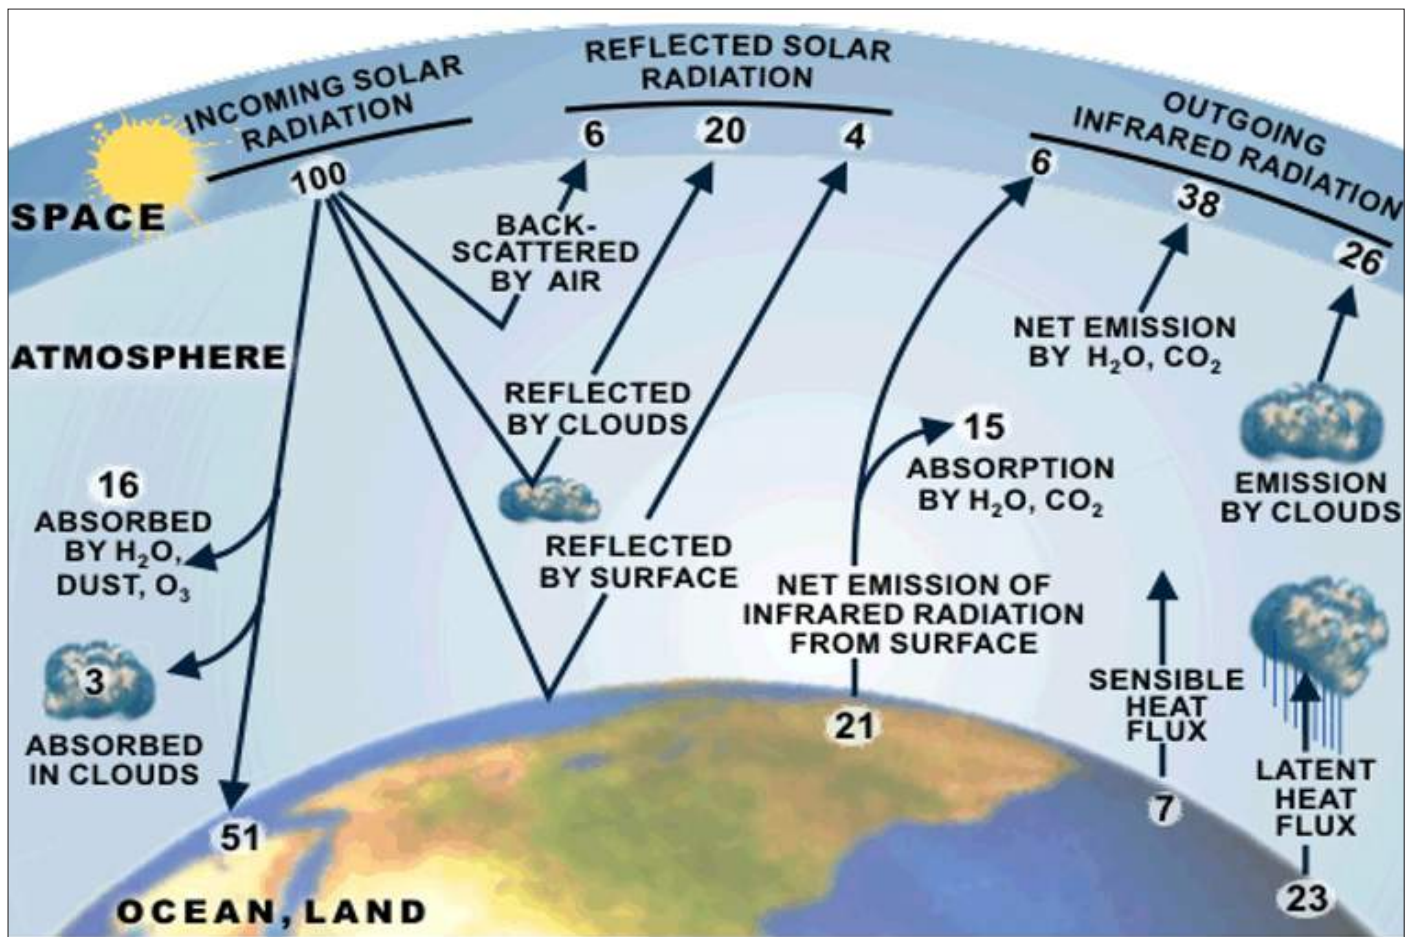 INCOMING SOLAR
RADIATION
100
REFLECTED SOLAR
RADIATION
6
20
4
OUTGOING
INFRARED RADIATION
6
38
26
SPACE
BACK-
SCATTERED
BY AIR
ATMOSPHERE
NET EMISSION
BY H₂O, CO₂
REFLECTED
BY CLOUDS
15
ABSORPTION
BY H₂O, CO₂
EMISSION
BY CLOUDS
16
ABSORBED
BY H₂O,
DUST, O₃
REFLECTED
BY SURFACE
NET EMISSION OF
INFRARED RADIATION
FROM SURFACE
21
3
ABSORBED
IN CLOUDS
SENSIBLE
HEAT
FLUX
7
LATENT
HEAT
FLUX
23
51
OCEAN, LAND